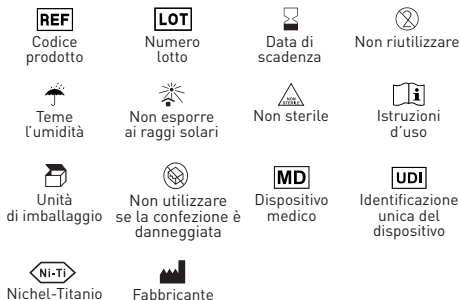 REF
LOT
2
Codice
prodotto
Numero
lotto
Data di
scadenza
Non riutilizzare
NON
STERILE
i
Teme
l'umidità
Non esporre
ai raggi solari
Non sterile
Istruzioni
d'uso
MD
UDI
Unità
di imballaggio
Non utilizzare
se la confezione è
danneggiata
Dispositivo
medico
Identificazione
unica del
dispositivo
Ni-Ti
Nichel-Titanio
Fabbricante